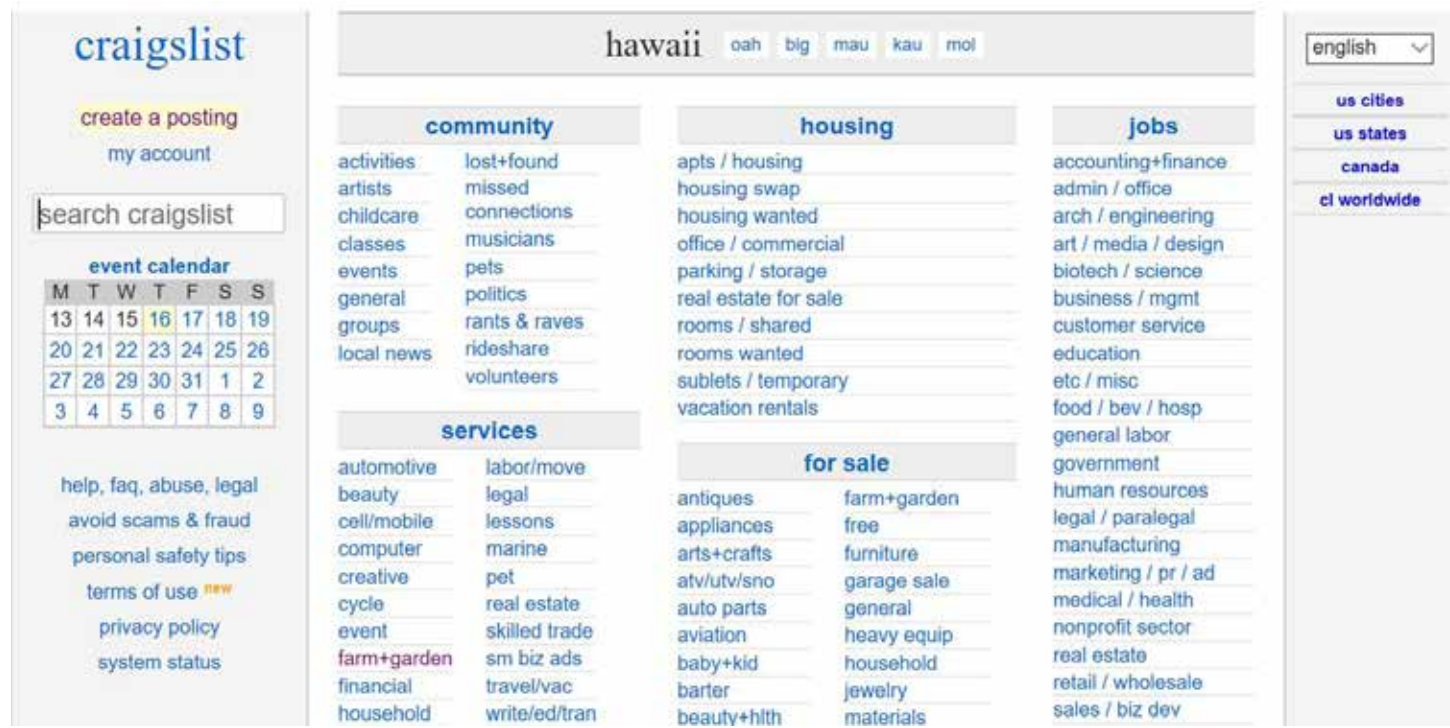 craigslist
create a posting
my account
search craigslist
event calendar
M T W T F S S
13 14 15 16 17 18 19
20 21 22 23 24 25 26
27 28 29 30 31 1 2
3 4 5 6 7 8 9
help, faq, abuse, legal
avoid scams & fraud
personal safety tips
terms of use new
privacy policy
system status
hawaii oah big mau kau mol
community
activities
artists
childcare
classes
events
general
groups
local news
lost+found
missed
connections
musicians
pets
politics
rants & raves
rideshare
volunteers
services
automotive
beauty
cell/mobile
computer
creative
cycle
event
farm+garden
financial
household
labor/move
legal
lessons
marine
pet
real estate
skilled trade
sm biz ads
travel/vac
write/ed/tran
housing
apts / housing
housing swap
housing wanted
office / commercial
parking / storage
real estate for sale
rooms / shared
rooms wanted
sublets / temporary
vacation rentals
for sale
antiques
appliances
arts+crafts
atv/utv/sno
auto parts
aviation
baby+kid
barter
beauty+hlth
farm+garden
free
furniture
garage sale
general
heavy equip
household
jewelry
materials
jobs
accounting+finance
admin / office
arch / engineering
art / media / design
biotech / science
business / mgmt
customer service
education
etc / misc
food / bev / hosp
general labor
government
human resources
legal / paralegal
manufacturing
marketing / pr / ad
medical / health
nonprofit sector
real estate
retail / wholesale
sales / biz dev
english
us cities
us states
canada
cl worldwide